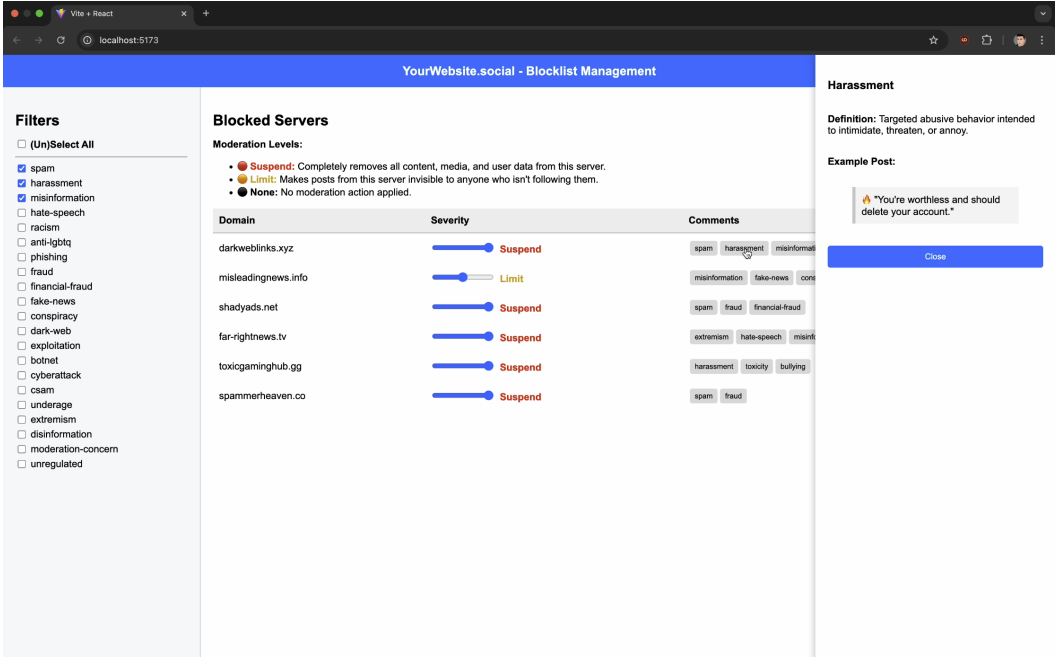 Vite + React
localhost:5173
YourWebsite.social - Blocklist Management
Filters
(Un)Select All
spam
harassment
misinformation
hate-speech
racism
anti-lgbtq
phishing
fraud
financial-fraud
fake-news
conspiracy
dark-web
exploitation
botnet
cyberattack
csam
underage
extremism
disinformation
moderation-concern
unregulated
Blocked Servers
Moderation Levels:
• Suspend: Completely removes all content, media, and user data from this server.
• Limit: Makes posts from this server invisible to anyone who isn't following them.
• None: No moderation action applied.
Domain Severity Comments
darkweblinks.xyz Suspend spam harassment misinformati
misleadingnews.info Limit misinformation fake-news cons
shadyads.net Suspend spam fraud financial-fraud
far-rightnews.tv Suspend extremism hate-speech misinfo
toxicgaminghub.gg Suspend harassment toxicity bullying
spammerheaven.co Suspend spam fraud
Harassment
Definition: Targeted abusive behavior intended
to intimidate, threaten, or annoy.
Example Post:
🔥 "You're worthless and should
delete your account."
Close